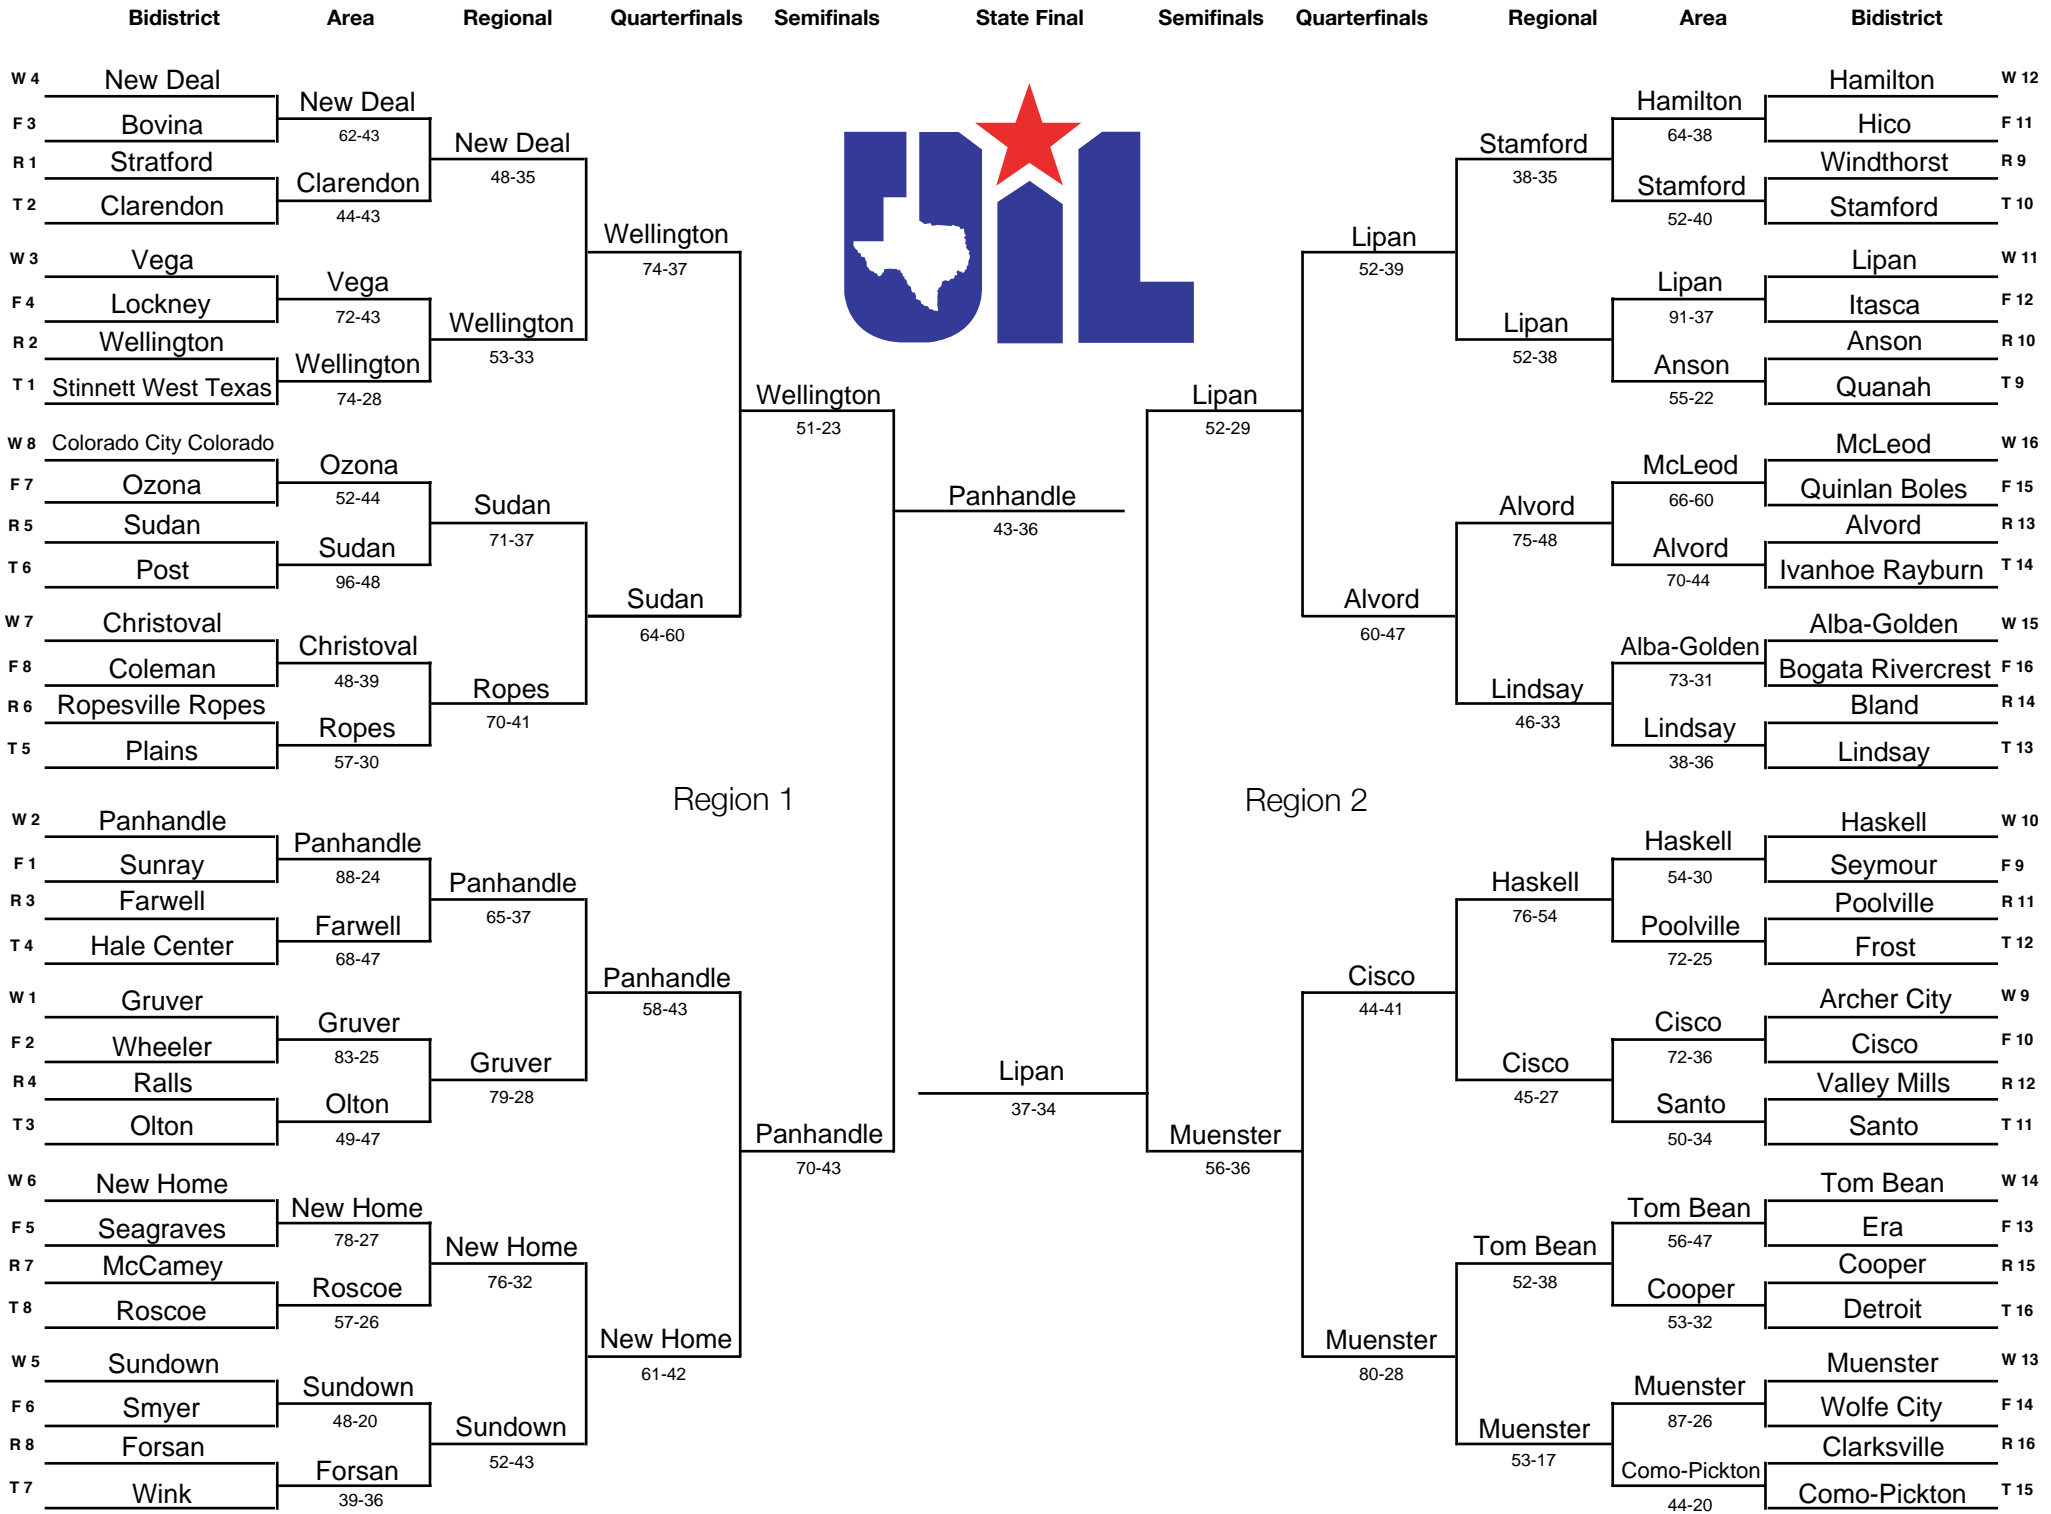 Bidistrict Area Regional Quarterfinals Semifinals State Final Semifinals Quarterfinals Regional Area Bidistrict
W 4 New Deal
F 3 Bovina
R 1 Stratford
T 2 Clarendon
W 3 Vega
F 4 Lockney
R 2 Wellington
T 1 Stinnett West Texas
W 8 Colorado City Colorado
F 7 Ozona
R 5 Sudan
T 6 Post
W 7 Christoval
F 8 Coleman
R 6 Ropesville Ropes
T 5 Plains
W 2 Panhandle
F 1 Sunray
R 3 Farwell
T 4 Hale Center
W 1 Gruver
F 2 Wheeler
R 4 Ralls
T 3 Olton
W 6 New Home
F 5 Seagraves
R 7 McCamey
T 8 Roscoe
W 5 Sundown
F 6 Smyer
R 8 Forsan
T 7 Wink
New Deal
62-43
Clarendon
44-43
Vega
72-43
Wellington
74-28
Ozona
52-44
Sudan
96-48
Christoval
48-39
Ropes
57-30
Panhandle
88-24
Farwell
68-47
Gruver
83-25
Olton
49-47
New Home
78-27
Roscoe
57-26
Sundown
48-20
Forsan
39-36
New Deal
48-35
Wellington
53-33
Sudan
71-37
Ropes
70-41
Panhandle
65-37
Gruver
79-28
New Home
76-32
Sundown
52-43
Wellington
74-37
Sudan
64-60
Panhandle
58-43
New Home
61-42
Region 1
Wellington
51-23
Panhandle
70-43
UIL
Panhandle
43-36
Lipan
37-34
Lipan
52-29
Muenster
56-36
Region 2
Lipan
52-39
Alvord
60-47
Cisco
44-41
Muenster
80-28
Stamford
38-35
Lipan
52-38
Alvord
75-48
Lindsay
46-33
Haskell
76-54
Cisco
45-27
Tom Bean
52-38
Muenster
53-17
Hamilton
64-38
Stamford
52-40
Lipan
91-37
Anson
55-22
McLeod
66-60
Alvord
70-44
Alba-Golden
73-31
Lindsay
38-36
Haskell
54-30
Poolville
72-25
Cisco
72-36
Santo
50-34
Tom Bean
56-47
Cooper
53-32
Muenster
87-26
Como-Pickton
44-20
Hamilton W 12
Hico F 11
Windthorst R 9
Stamford T 10
Lipan W 11
Itasca F 12
Anson R 10
Quanah T 9
McLeod W 16
Quinlan Boles F 15
Alvord R 13
Ivanhoe Rayburn T 14
Alba-Golden W 15
Bogata Rivercrest F 16
Bland R 14
Lindsay T 13
Haskell W 10
Seymour F 9
Poolville R 11
Frost T 12
Archer City W 9
Cisco F 10
Valley Mills R 12
Santo T 11
Tom Bean W 14
Era F 13
Cooper R 15
Detroit T 16
Muenster W 13
Wolfe City F 14
Clarksville R 16
Como-Pickton T 15